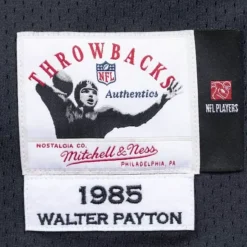 THROWBACKS
NFL
Authentics
NFL PLAYERS
NOSTALGIA CO.
Mitchell & Ness
PHILADELPHIA, PA
1985
WALTER PAYTON